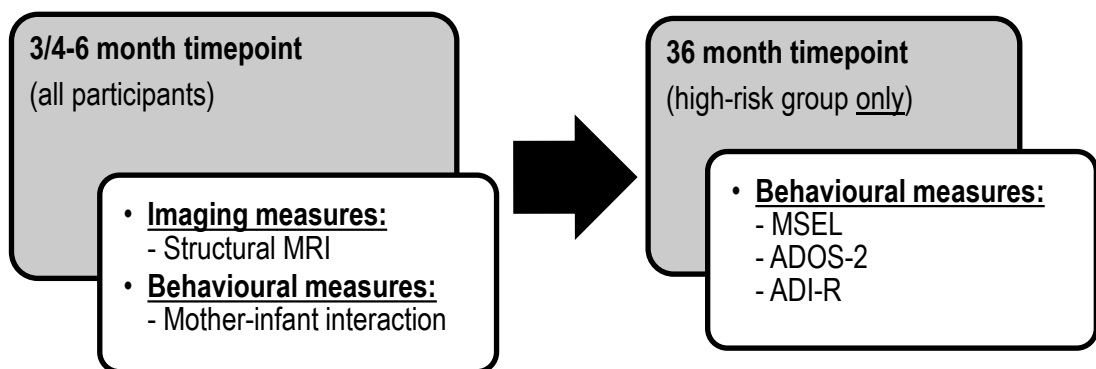 3/4-6 month timepoint
(all participants)
• Imaging measures:
- Structural MRI
• Behavioural measures:
- Mother-infant interaction
36 month timepoint
(high-risk group only)
• Behavioural measures:
- MSEL
- ADOS-2
- ADI-R